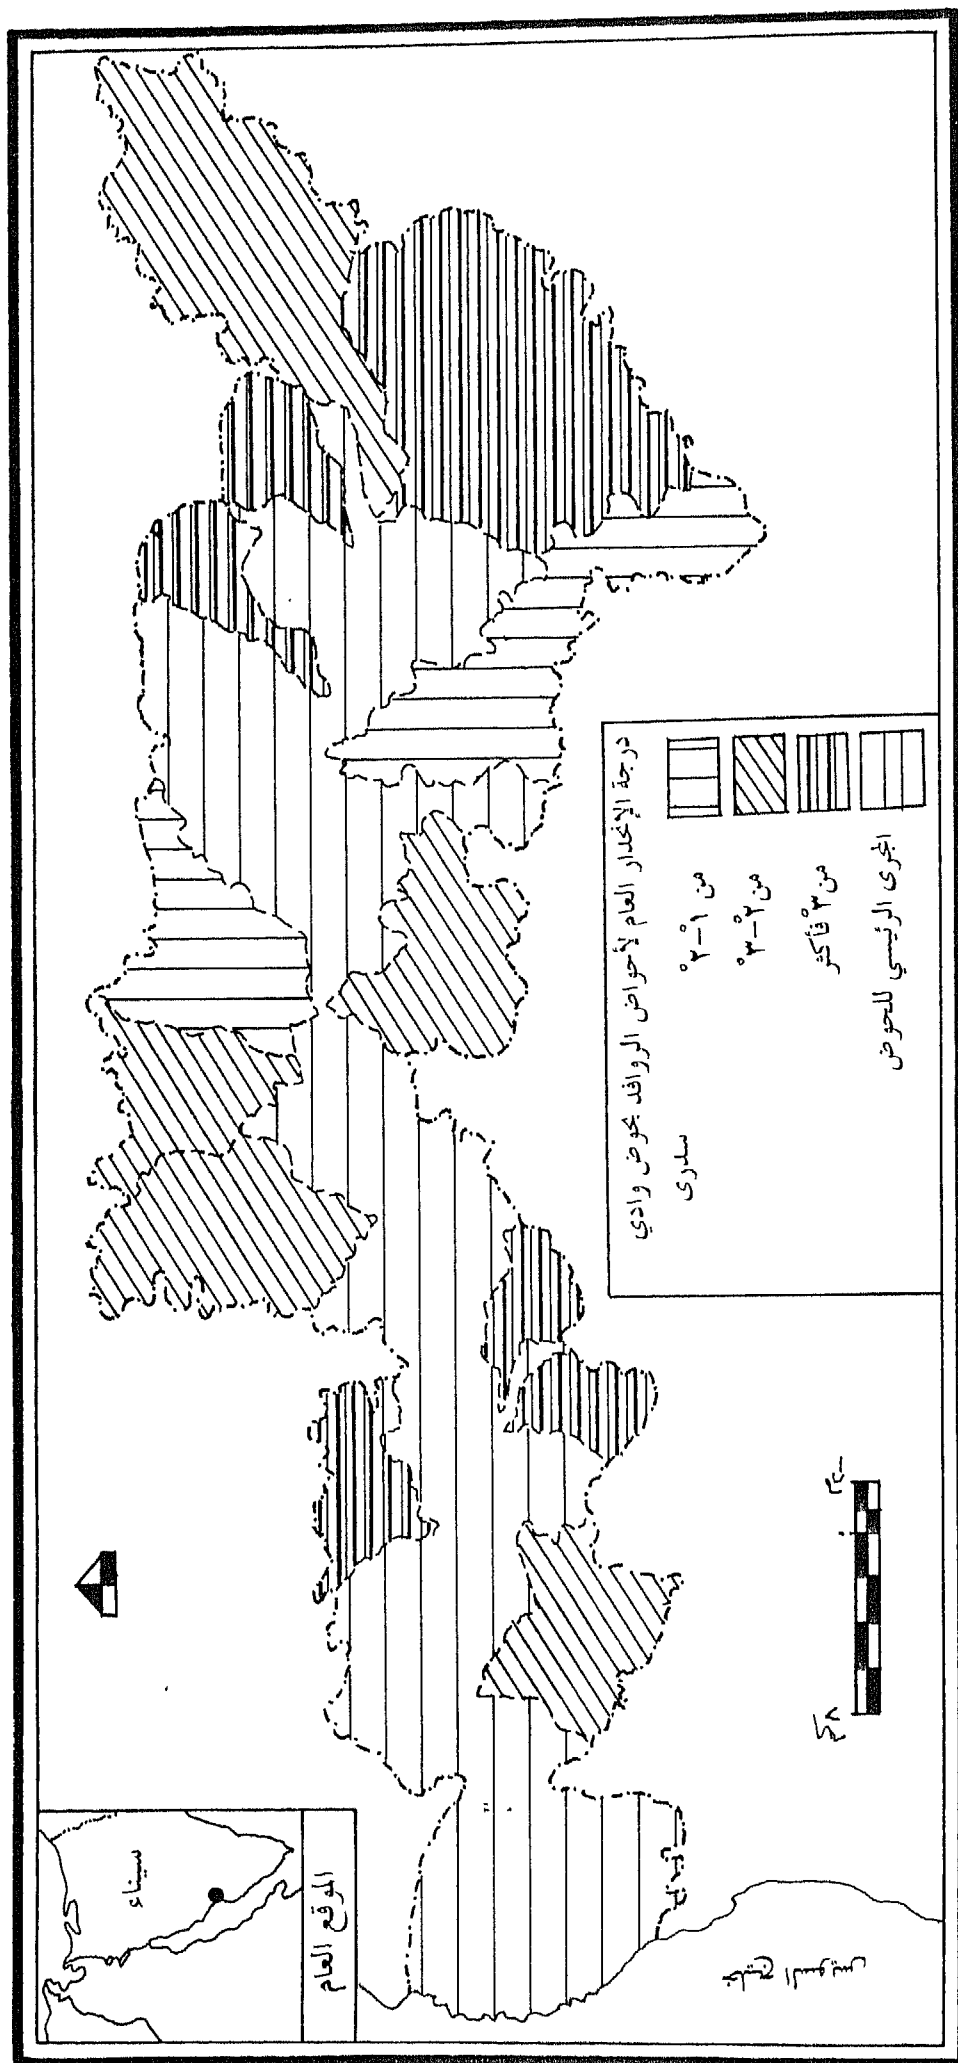 درجة الإنحدار العام لأحواض الروافد بحوض وادي
سدرى
من ١°-٢°
من ٢°-٣°
من ٣° فأكثر
المجرى الرئيسي للحوض
سيناء
الموقع العام
خليج السويس
٨ كم